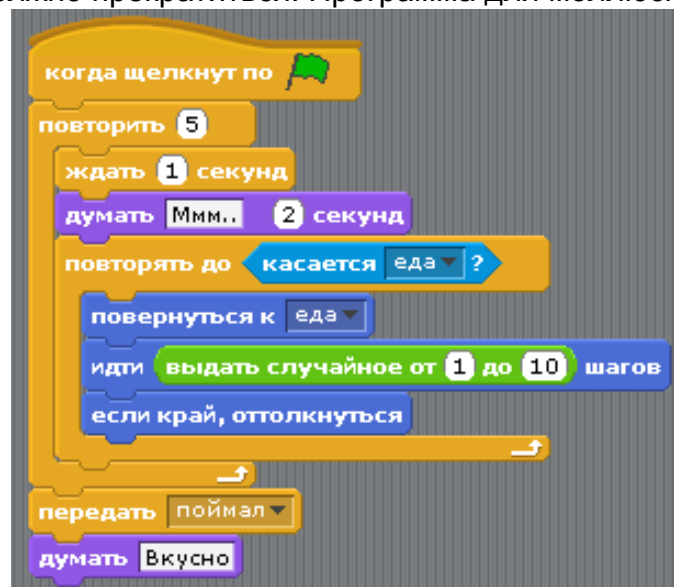 когда щелкнут по
повторить 5
ждать 1 секунд
думать Ммм.. 2 секунд
повторять до касается еда ?
повернуться к еда
идти выдать случайное от 1 до 10 шагов
если край, оттолкнуться
передать поймал
думать Вкусно